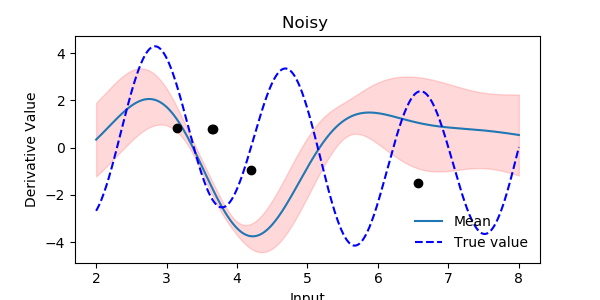 Noisy
Derivative Value
4
2
0
−2
−4
Mean
True value
2 3 4 5 6 7 8
Input